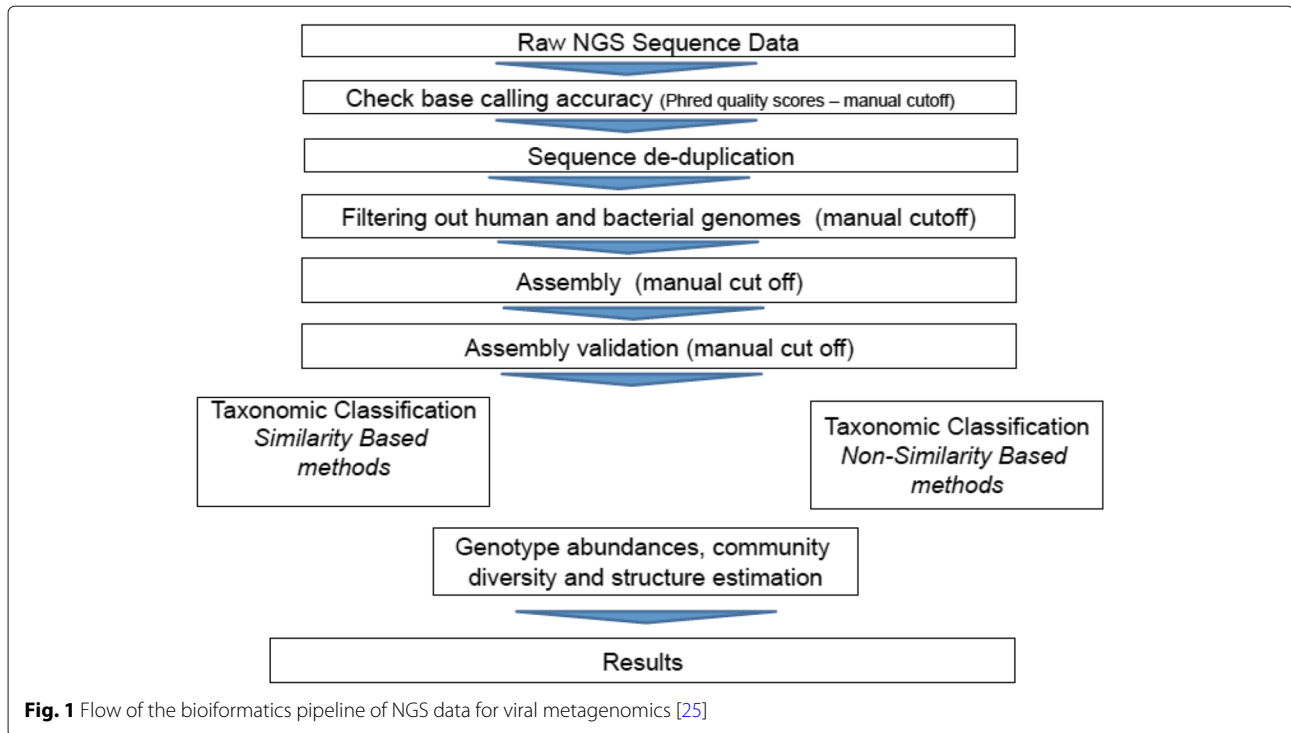 Raw NGS Sequence Data
Check base calling accuracy (Phred quality scores – manual cutoff)
Sequence de-duplication
Filtering out human and bacterial genomes (manual cutoff)
Assembly (manual cut off)
Assembly validation (manual cut off)
Taxonomic Classification
Similarity Based
methods
Taxonomic Classification
Non-Similarity Based
methods
Genotype abundances, community
diversity and structure estimation
Results
Fig. 1 Flow of the bioiformatics pipeline of NGS data for viral metagenomics [25]